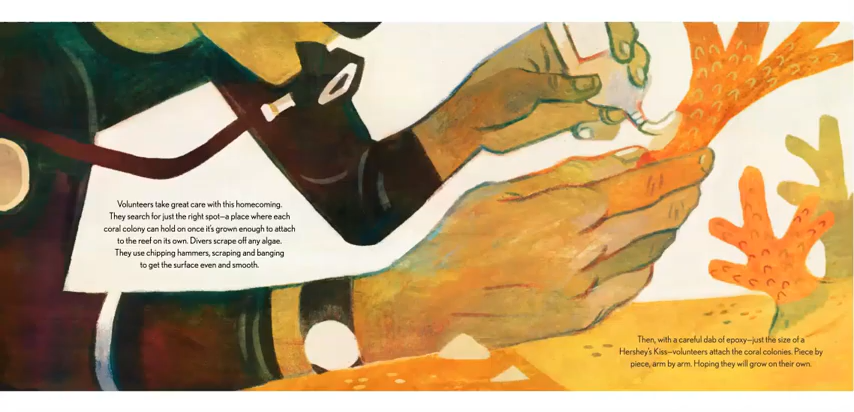 Volunteers take great care with this homecoming.
They search for just the right spot—a place where each
coral colony can hold on once it's grown enough to attach
to the reef on its own. Divers scrape off any algae.
They use chipping hammers, scraping and banging
to get the surface even and smooth.
Then, with a careful dab of epoxy—just the size of a
Hershey's Kiss—volunteers attach the coral colonies. Piece by
piece, arm by arm. Hoping they will grow on their own.